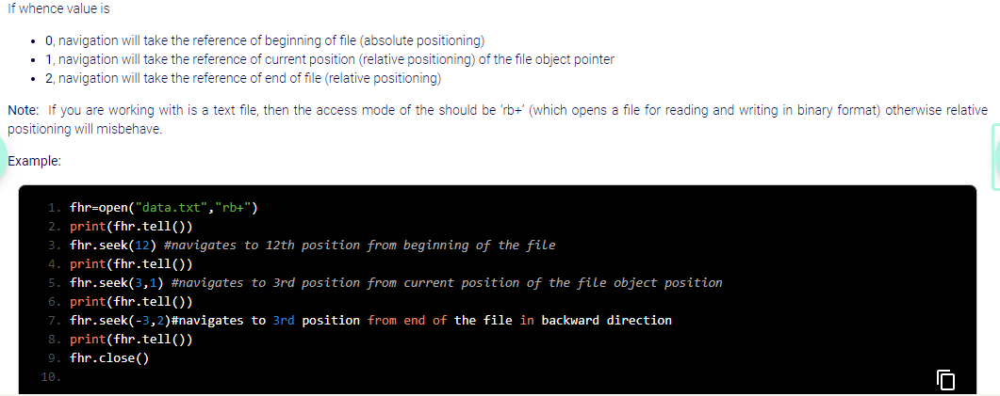 If whence value is
• 0, navigation will take the reference of beginning of file (absolute positioning)
• 1, navigation will take the reference of current position (relative positioning) of the file object pointer
• 2, navigation will take the reference of end of file (relative positioning)
Note: If you are working with is a text file, then the access mode of the should be 'rb+' (which opens a file for reading and writing in binary format) otherwise relative
positioning will misbehave.
Example:
1. fhr=open("data.txt","rb+")
2. print(fhr.tell())
3. fhr.seek(12) #navigates to 12th position from beginning of the file
4. print(fhr.tell())
5. fhr.seek(3,1) #navigates to 3rd position from current position of the file object position
6. print(fhr.tell())
7. fhr.seek(-3,2)#navigates to 3rd position from end of the file in backward direction
8. print(fhr.tell())
9. fhr.close()
10.